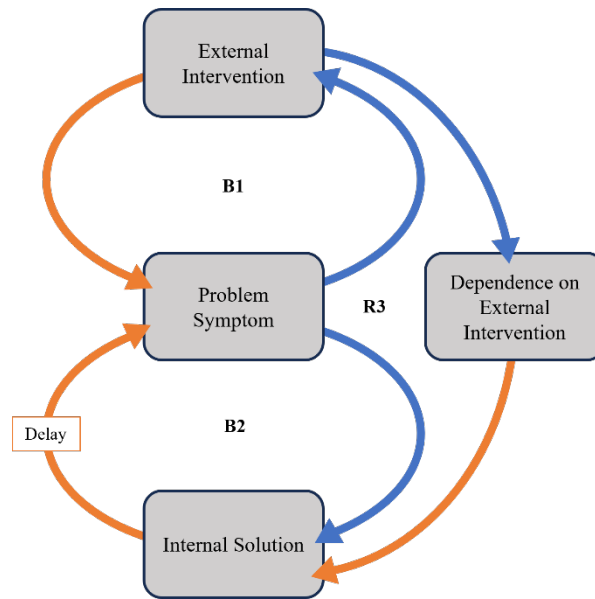 External
Intervention
B1
Problem
Symptom
R3
Dependence on
External
Intervention
Delay
B2
Internal Solution